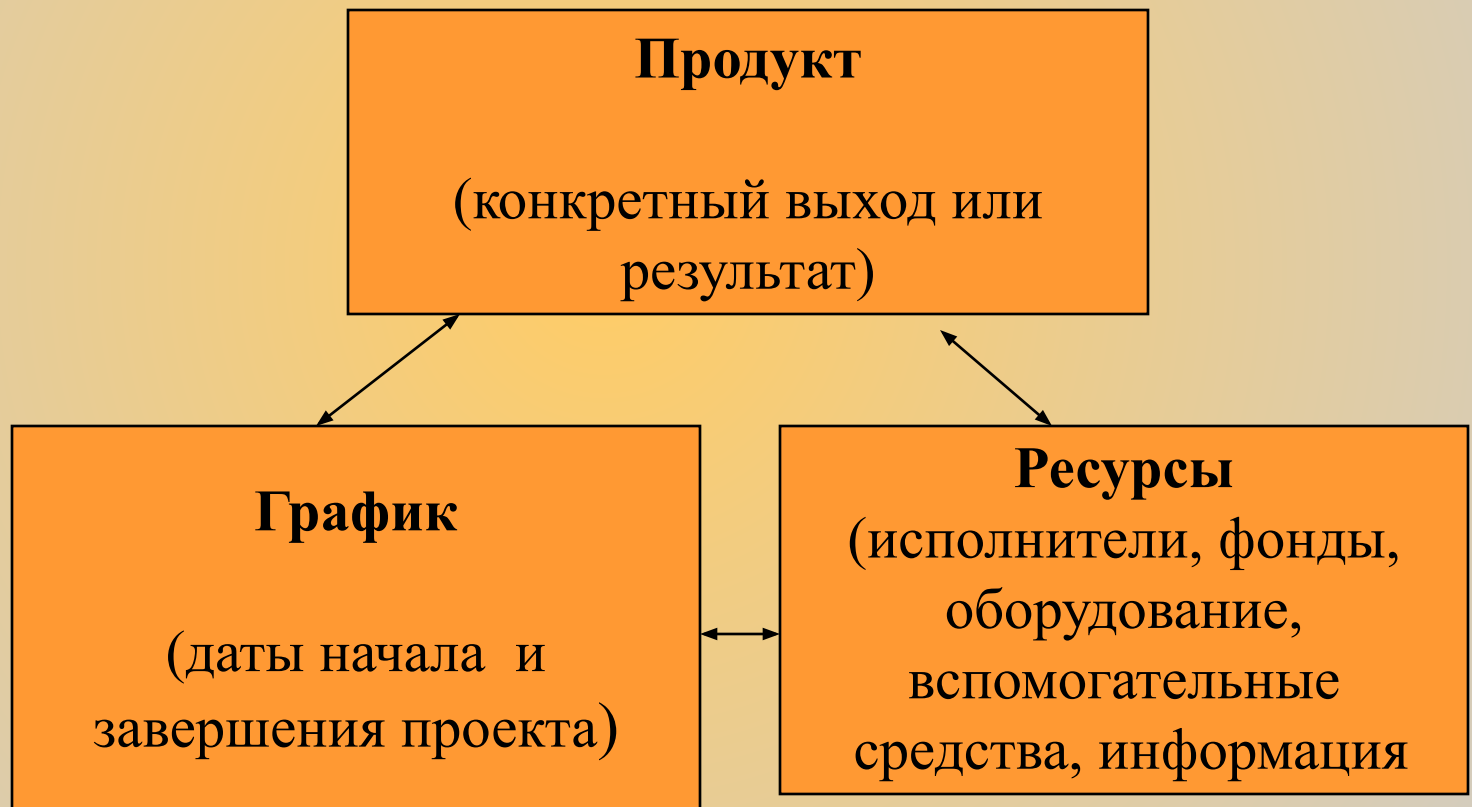 Продукт
(конкретный выход или
результат)
График
(даты начала и
завершения проекта)
Ресурсы
(исполнители, фонды,
оборудование,
вспомогательные
средства, информация